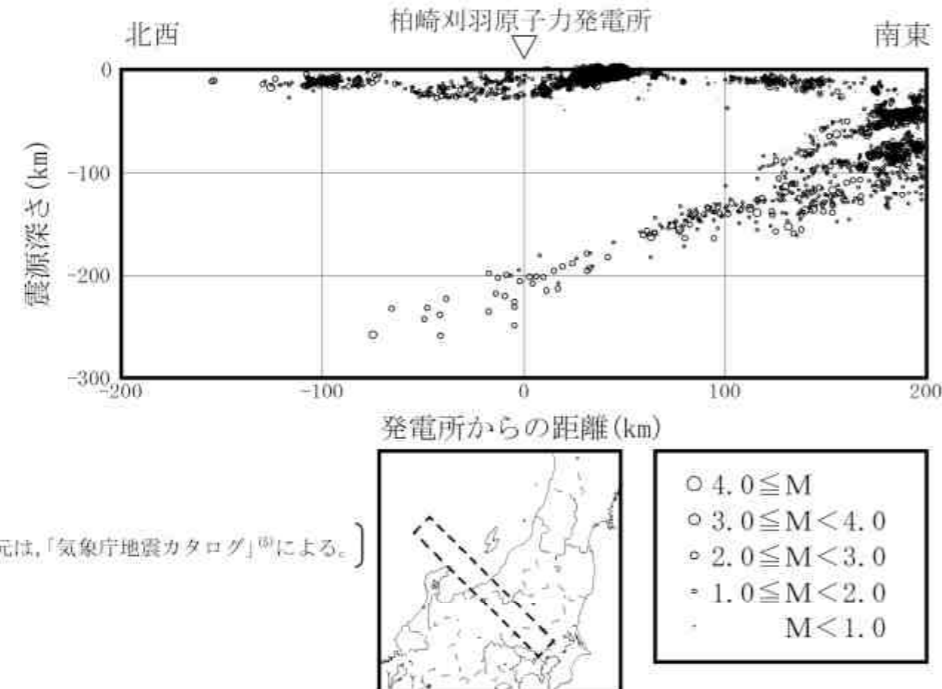 柏崎刈羽原子力発電所
北西
南東
0
-100
-200
-300
震源深さ(km)
-200
-100
0
100
200
発電所からの距離(km)
元は,「気象庁地震カタログ」(5)による。
4.0≦M
3.0≦M<4.0
2.0≦M<3.0
1.0≦M<2.0
M<1.0